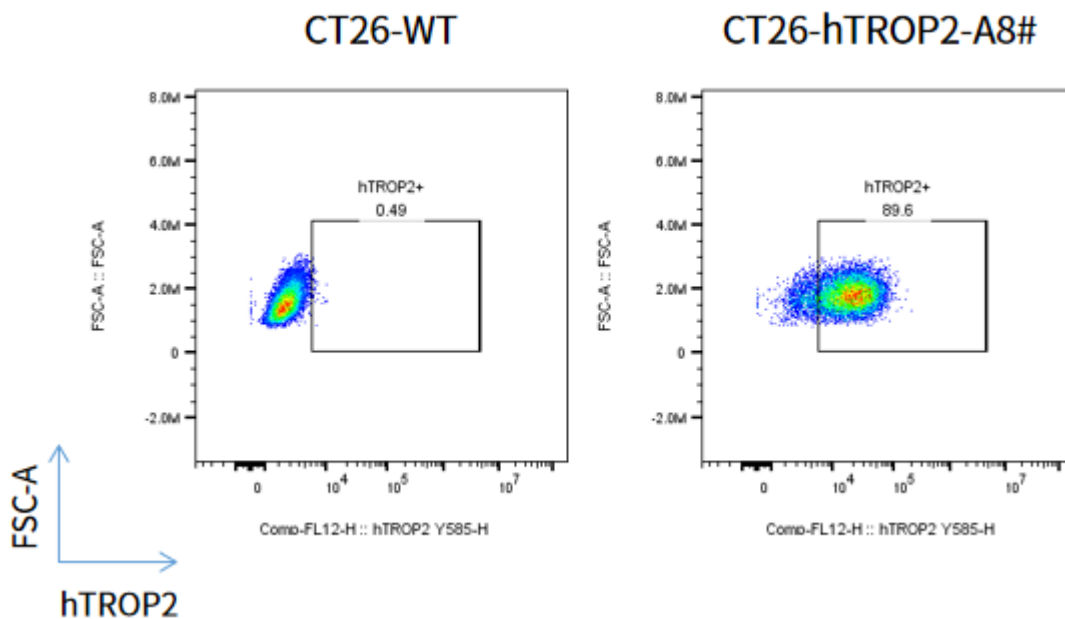 CT26-WT
CT26-hTROP2-A8#
8.0M
6.0M
4.0M
2.0M
0
-2.0M
FSC-A :: FSC-A
hTROP2+
0.49
0
10^4
10^5
10^7
Comp-FL12-H :: hTROP2 Y585-H
8.0M
6.0M
4.0M
2.0M
0
-2.0M
FSC-A :: FSC-A
hTROP2+
89.6
0
10^4
10^5
10^7
Comp-FL12-H :: hTROP2 Y585-H
FSC-A
hTROP2